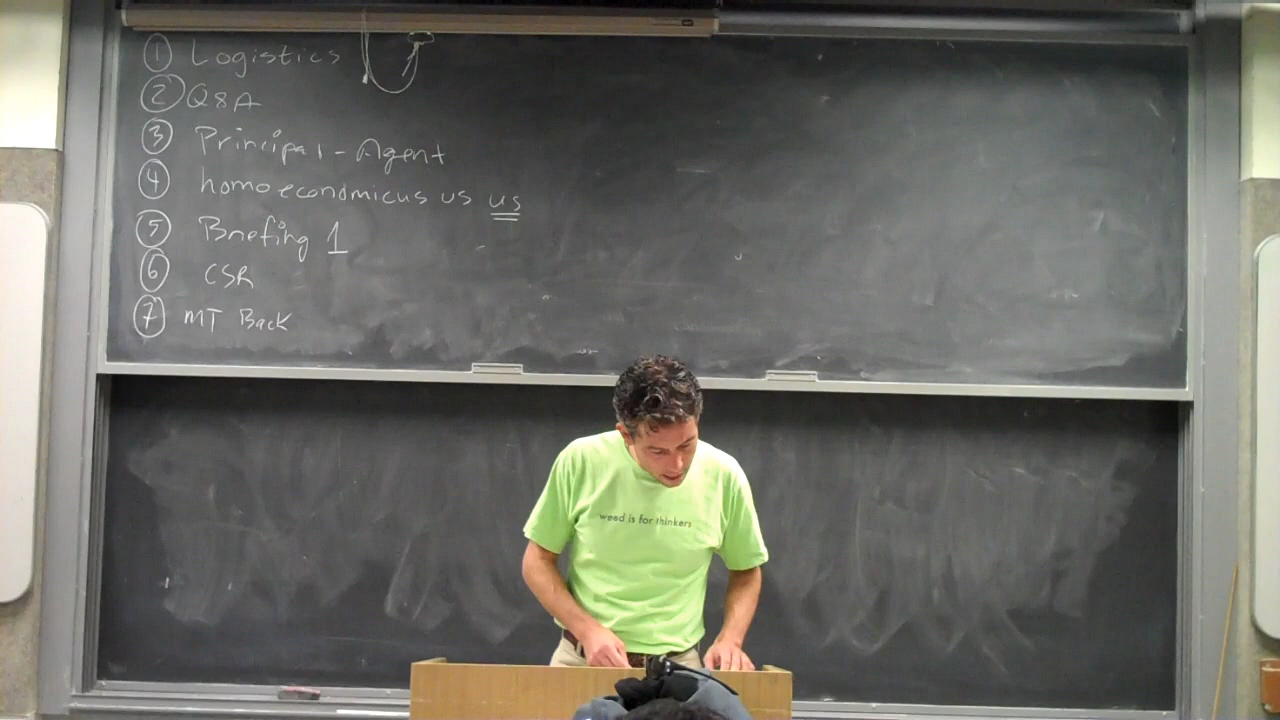 ① Logistics
② Q&A
③ Principal-Agent
④ homo economicus us us
⑤ Briefing 1
⑥ CSR
⑦ MT Back
weed is for thinkers